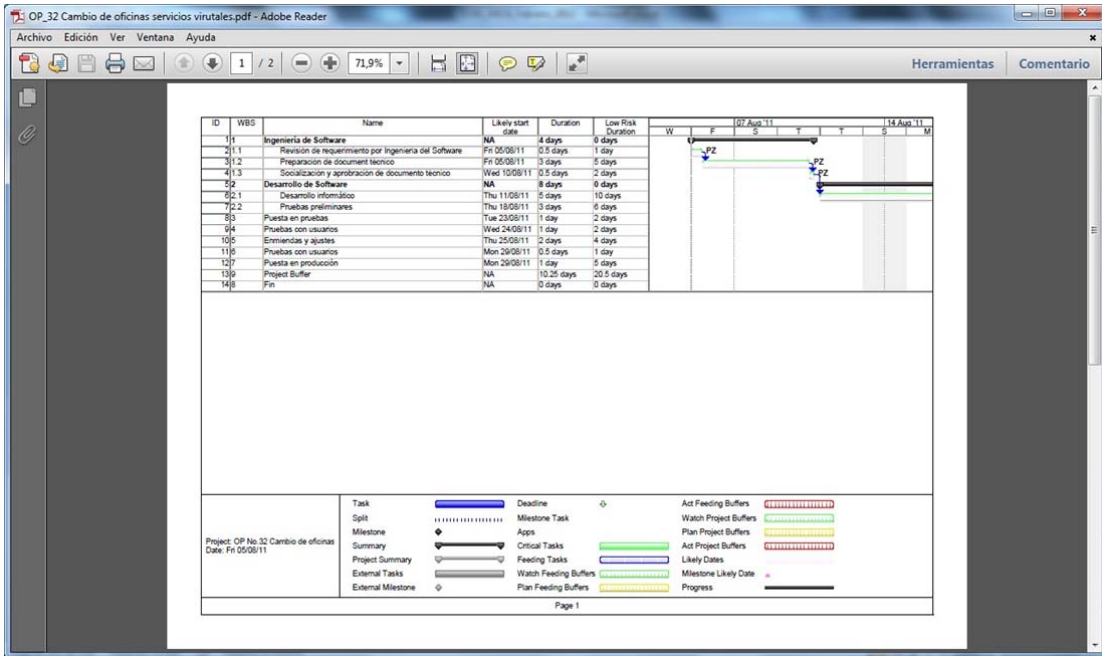 OP_32 Cambio de oficinas servicios virutales.pdf - Adobe Reader
Archivo Edición Ver Ventana Ayuda
1 / 2 71,9% Herramientas Comentario
ID WBS Name Likely start date Duration Low Risk Duration 07 Aug '11 14 Aug '11
W F S T T S M
1 1 Ingeniería de Software NA 4 days 0 days
2 1.1 Revisión de requerimiento por Ingenieria del Software Fri 05/08/11 0.5 days 1 day PZ
3 1.2 Preparación de document técnico Fri 05/08/11 3 days 5 days PZ
4 1.3 Socialización y aprobración de documento técnico Wed 10/08/11 0.5 days 2 days PZ
5 2 Desarrollo de Software NA 8 days 0 days
6 2.1 Desarrollo informático Thu 11/08/11 5 days 10 days
7 2.2 Pruebas preliminares Thu 18/08/11 3 days 6 days
8 3 Puesta en pruebas Tue 23/08/11 1 day 2 days
9 4 Pruebas con usuarios Wed 24/08/11 1 day 2 days
10 5 Enmiendas y ajustes Thu 25/08/11 2 days 4 days
11 6 Pruebas con usuarios Mon 29/08/11 0.5 days 1 day
12 7 Puesta en producción Mon 29/08/11 1 day 5 days
13 9 Project Buffer NA 10.25 days 20.5 days
14 8 Fin NA 0 days 0 days
Project: OP No.32 Cambio de oficinas
Date: Fri 05/08/11
Task Deadline Act Feeding Buffers
Split Milestone Task Watch Project Buffers
Milestone Apps Plan Project Buffers
Summary Critical Tasks Act Project Buffers
Project Summary Feeding Tasks Likely Dates
External Tasks Watch Feeding Buffers Milestone Likely Date
External Milestone Plan Feeding Buffers Progress
Page 1